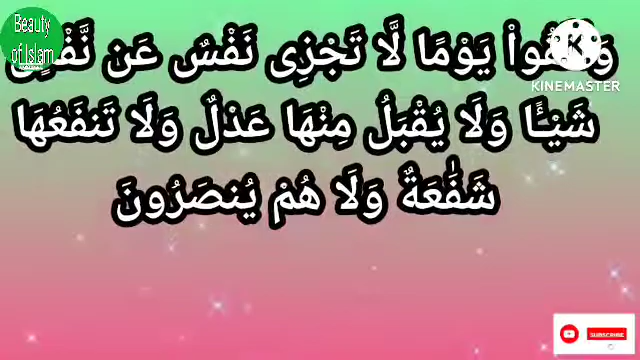 Beauty
of Islam
KINEMASTER
يَوْمًا لَّا تَجْزِى نَفْسٌ عَن
شَيْـًٔا وَلَا يُقْبَلُ مِنْهَا عَدْلٌ وَلَا تَنفَعُهَا
شَفَٰعَةٌ وَلَا هُمْ يُنصَرُونَ
SUBSCRIBE